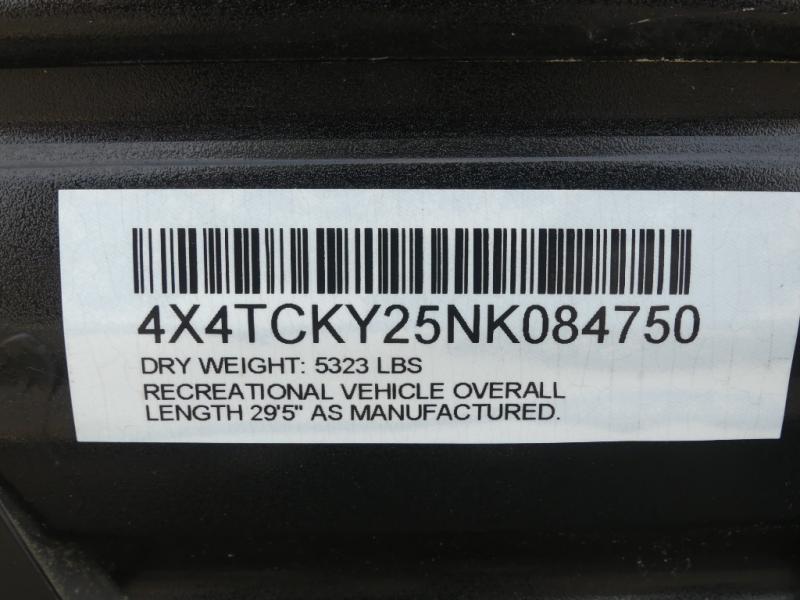 4X4TCKY25NK084750
DRY WEIGHT: 5323 LBS
RECREATIONAL VEHICLE OVERALL
LENGTH 29'5" AS MANUFACTURED.